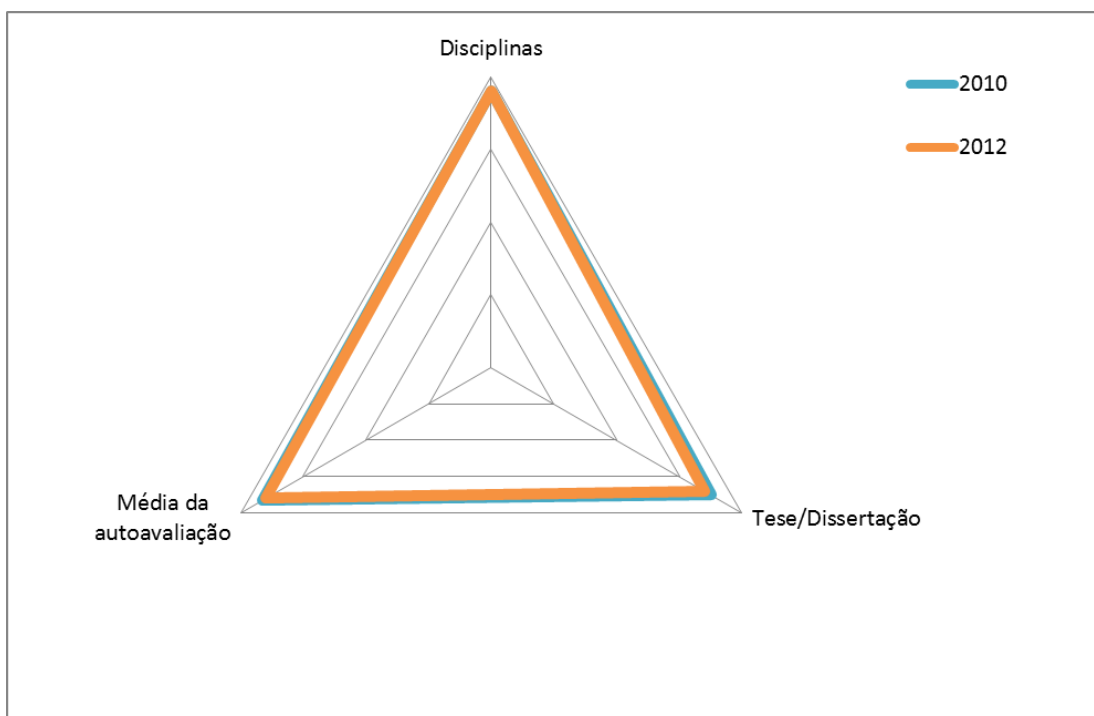 Disciplinas
2010
2012
Média da
autoavaliação
Tese/Dissertação